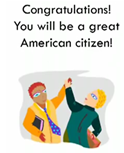 Congratulations!
You will be a great
American citizen!